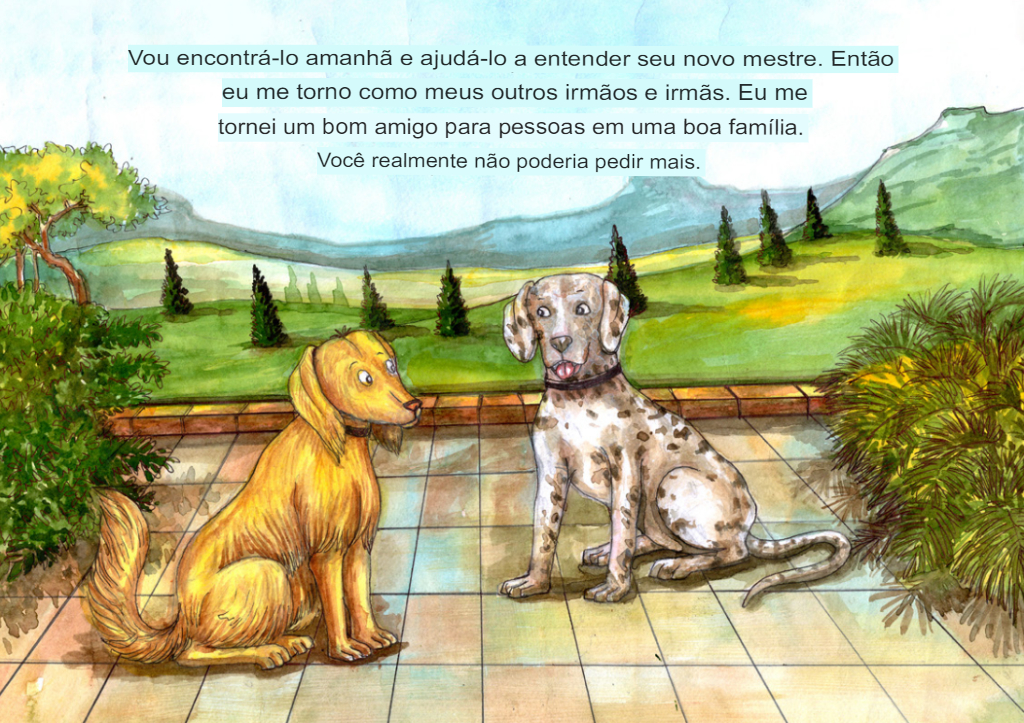 Vou encontrá-lo amanhã e ajudá-lo a entender seu novo mestre. Então
eu me torno como meus outros irmãos e irmãs. Eu me
tornei um bom amigo para pessoas em uma boa família.
Você realmente não poderia pedir mais.